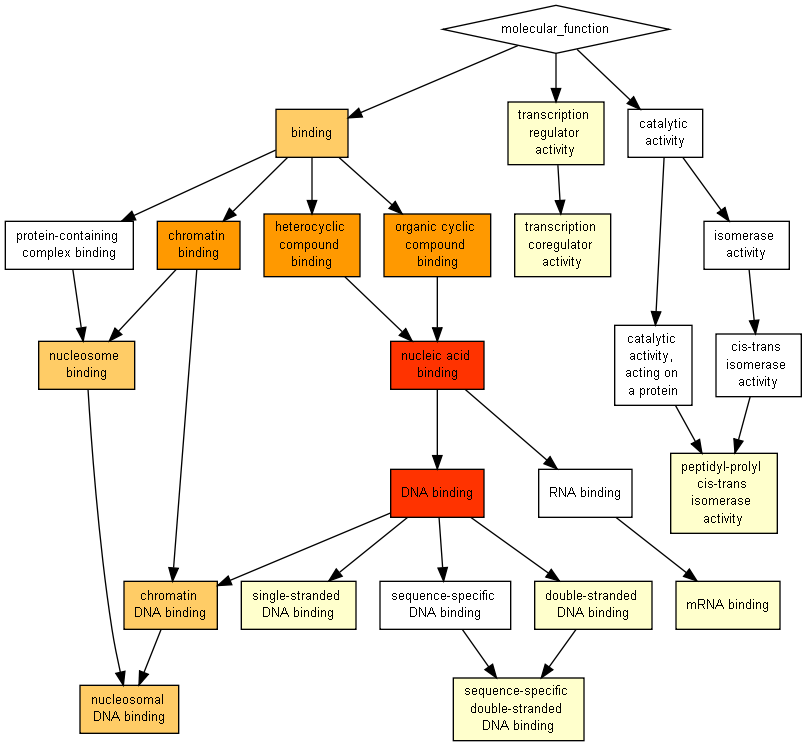 molecular_function
binding
transcription
regulator
activity
catalytic
activity
protein-containing
complex binding
chromatin
binding
heterocyclic
compound
binding
organic cyclic
compound
binding
transcription
coregulator
activity
isomerase
activity
nucleosome
binding
nucleic acid
binding
catalytic
activity,
acting on
a protein
cis-trans
isomerase
activity
DNA binding
RNA binding
peptidyl-prolyl
cis-trans
isomerase
activity
chromatin
DNA binding
single-stranded
DNA binding
sequence-specific
DNA binding
double-stranded
DNA binding
mRNA binding
nucleosomal
DNA binding
sequence-specific
double-stranded
DNA binding